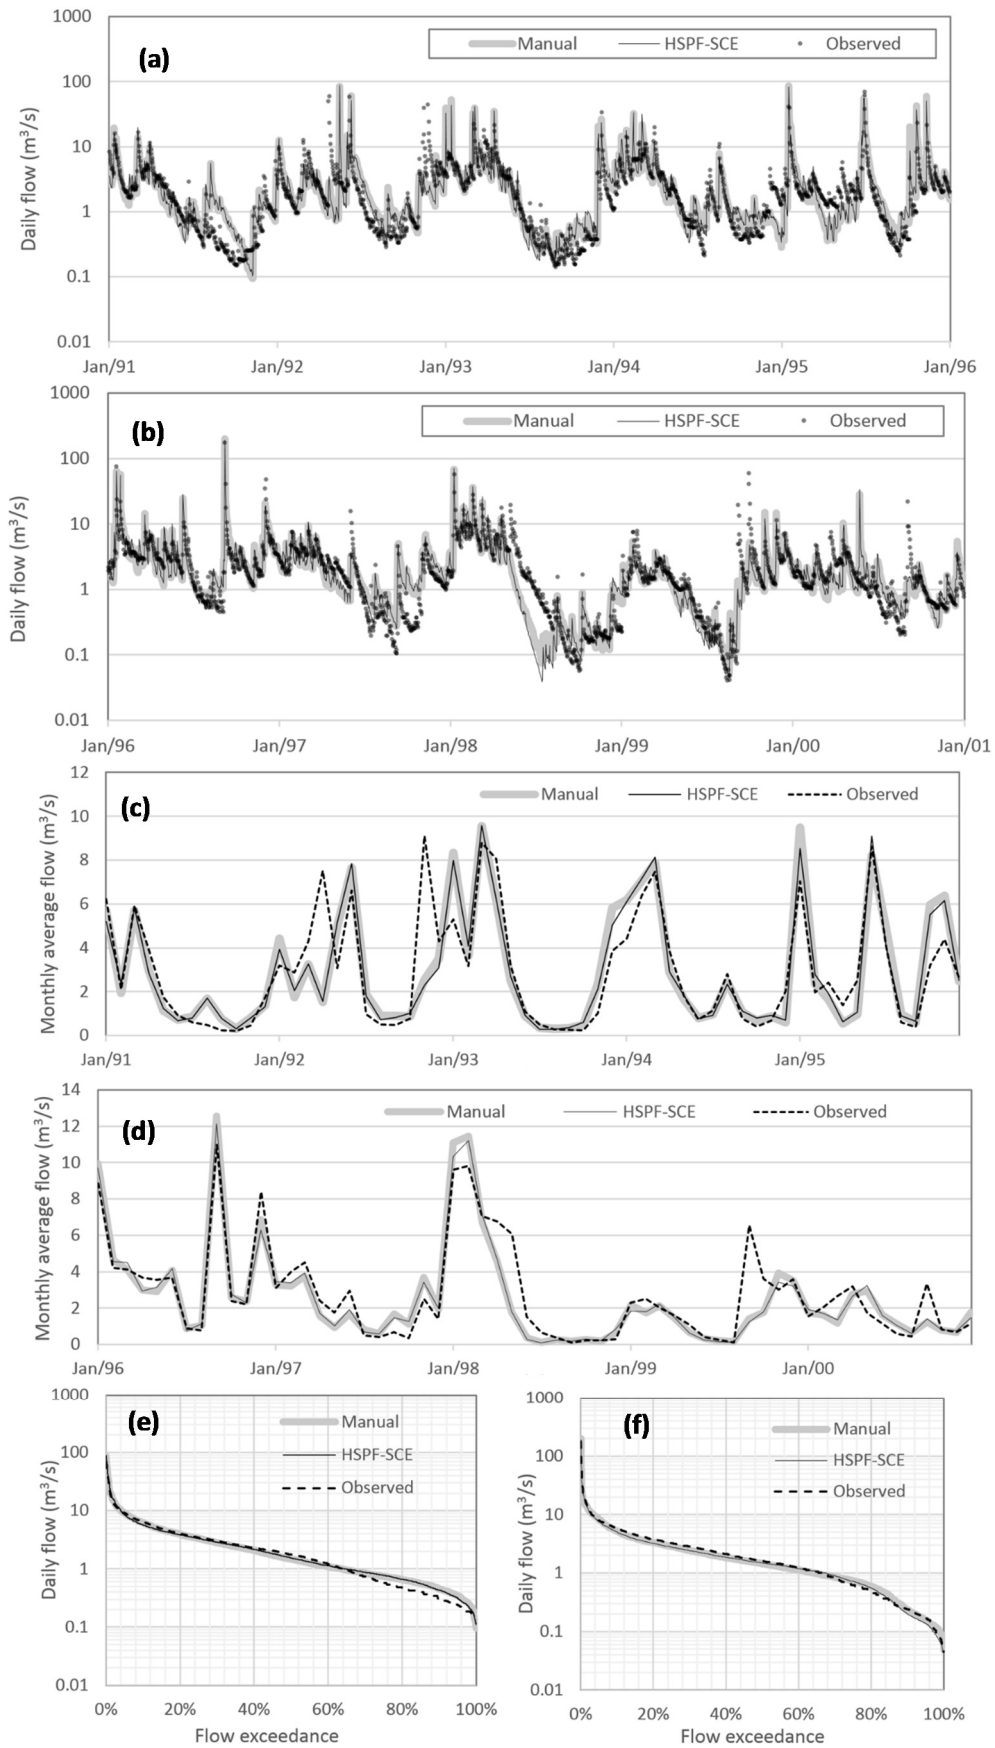 1000
100
10
1
0.1
0.01
Daily flow (m³/s)
(a)
Manual HSPF-SCE Observed
Jan/91 Jan/92 Jan/93 Jan/94 Jan/95 Jan/96
1000
100
10
1
0.1
0.01
Daily flow (m³/s)
(b)
Manual HSPF-SCE Observed
Jan/96 Jan/97 Jan/98 Jan/99 Jan/00 Jan/01
12
10
8
6
4
2
0
Monthly average flow (m³/s)
(c)
Manual HSPF-SCE Observed
Jan/91 Jan/92 Jan/93 Jan/94 Jan/95
14
12
10
8
6
4
2
0
Monthly average flow (m³/s)
(d)
Manual HSPF-SCE Observed
Jan/96 Jan/97 Jan/98 Jan/99 Jan/00
1000
100
10
1
0.1
0.01
Daily flow (m³/s)
(e)
Manual
HSPF-SCE
Observed
0% 20% 40% 60% 80% 100%
Flow exceedance
1000
100
10
1
0.1
0.01
Daily flow (m³/s)
(f)
Manual
HSPF-SCE
Observed
0% 20% 40% 60% 80% 100%
Flow exceedance